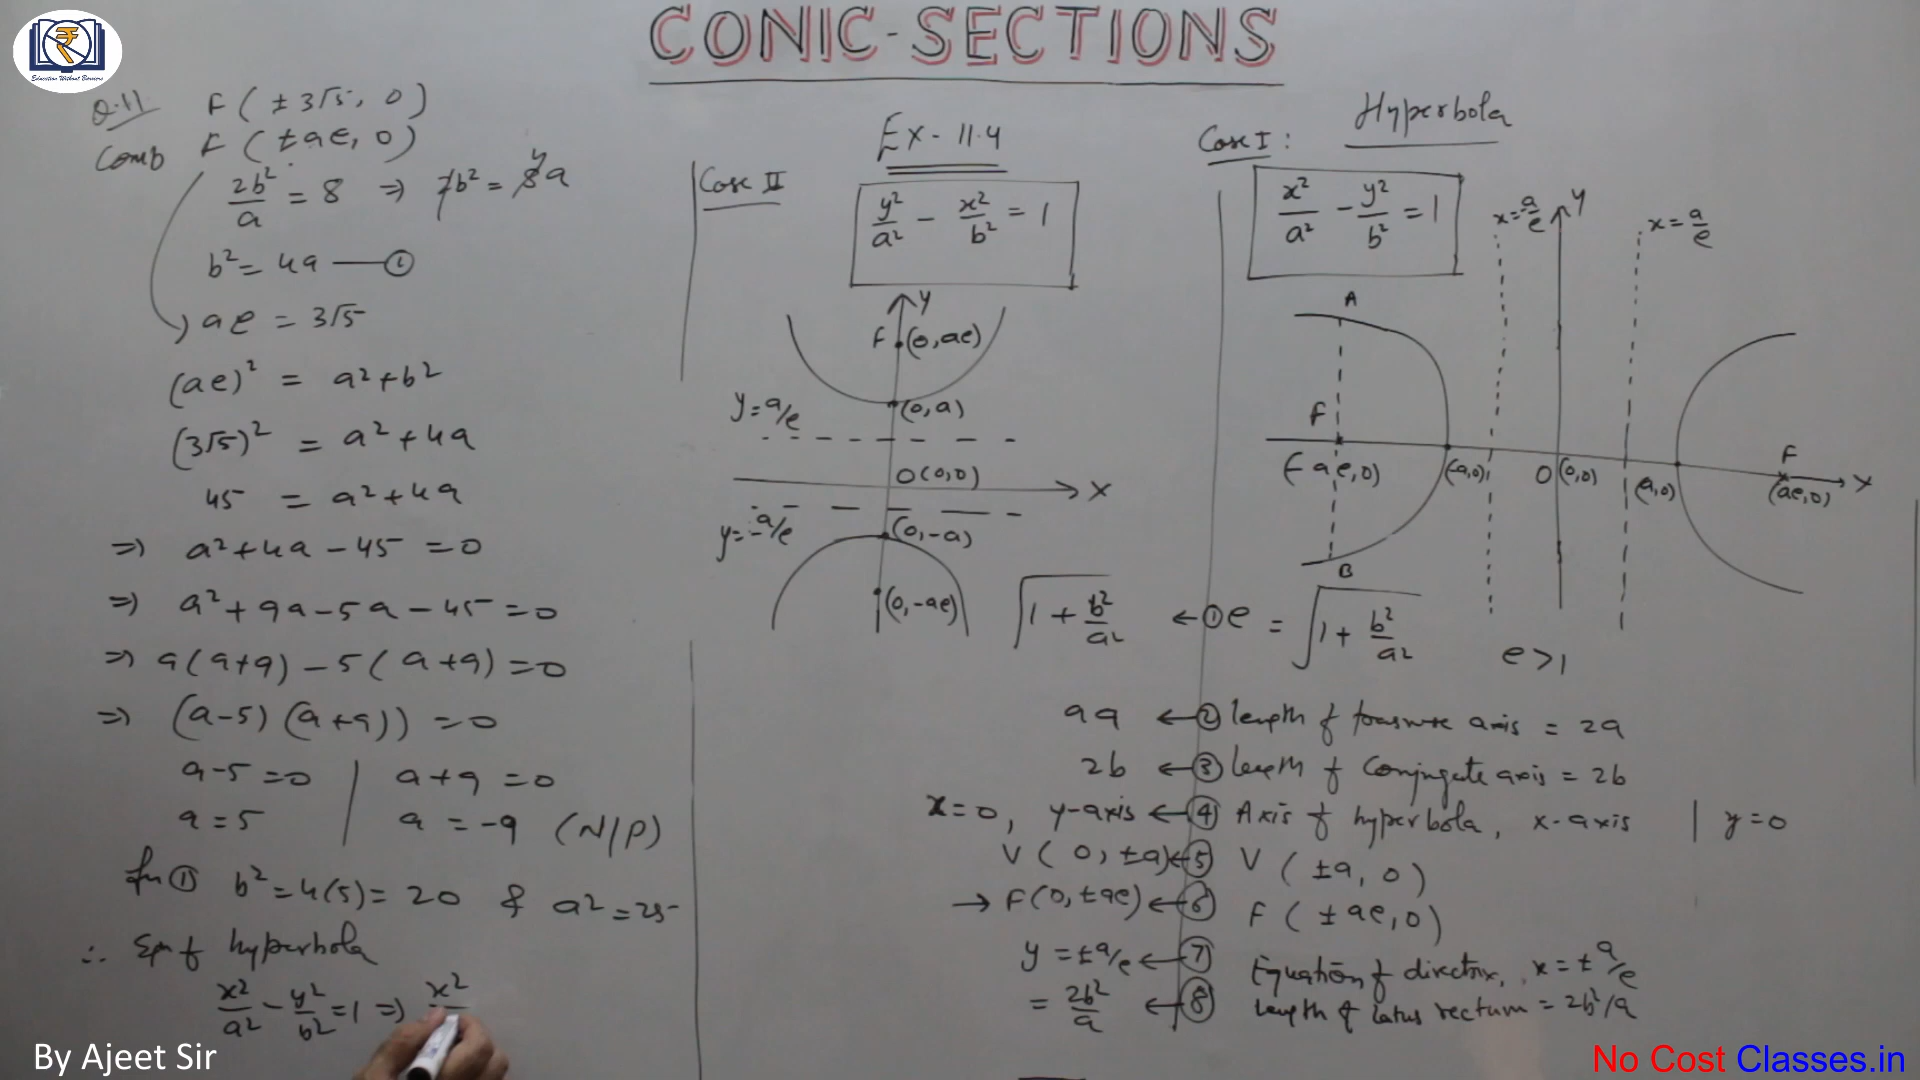 CONIC-SECTIONS
Education Without Barriers
Q.11 F(±3√5, 0)
Comb F(±ae, 0)
2b²/a = 8 ⇒ 2b² = 8a 4
b² = 4a —— ①
ae = 3√5
(ae)² = a²+b²
(3√5)² = a²+4a
45 = a²+4a
⇒ a²+4a-45=0
⇒ a²+9a-5a-45=0
⇒ a(a+9)-5(a+9)=0
⇒ (a-5)(a+9))=0
a-5=0 | a+9=0
a=5 | a=-9 (N/P)
① b²=4(5)=20 & a²=25
∴ Eqn of hyperbola
x²/a² - y²/b² = 1 ⇒ x²
Ex-11.4
Case II
y²/a² - x²/b² = 1
Y
F (0, ae)
(0, a)
y=a/e
O(0,0)
X
y=-a/e
(0,-a)
(0,-ae)
Hyperbola
Case I:
x²/a² - y²/b² = 1
x=a/e
Y
x=a/e
A
F
(-ae,0)
(-a,0)
O(0,0)
(a,0)
F
(ae,0)
X
B
√1+b²/a² ← ① e = √1+b²/a² e>1
2a ← ② length of transverse axis = 2a
2b ← ③ length of Conjugate axis = 2b
x=0, y-axis ← ④ Axis of hyperbola, x-axis | y=0
V(0, ±a) ← ⑤ V(±a, 0)
→ F(0, ±ae) ← ⑥ F(±ae, 0)
y=±a/e ← ⑦ Equation of directrix, x=±a/e
= 2b²/a ← ⑧ length of latus rectum = 2b²/a
By Ajeet Sir
No Cost Classes.in